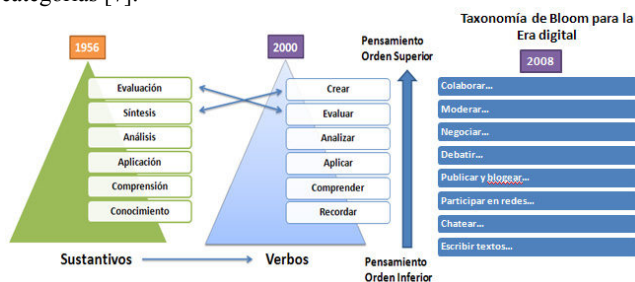 categorías [7].
Taxonomía de Bloom para la
Era digital
1956
2000
Pensamiento
Orden Superior
2008
Evaluación
Síntesis
Análisis
Aplicación
Comprensión
Conocimiento
Crear
Evaluar
Analizar
Aplicar
Comprender
Recordar
Colaborar...
Moderar...
Negociar...
Debatir...
Publicar y blogear...
Participar en redes...
Chatear...
Escribir textos...
Sustantivos
Verbos
Pensamiento
Orden Inferior